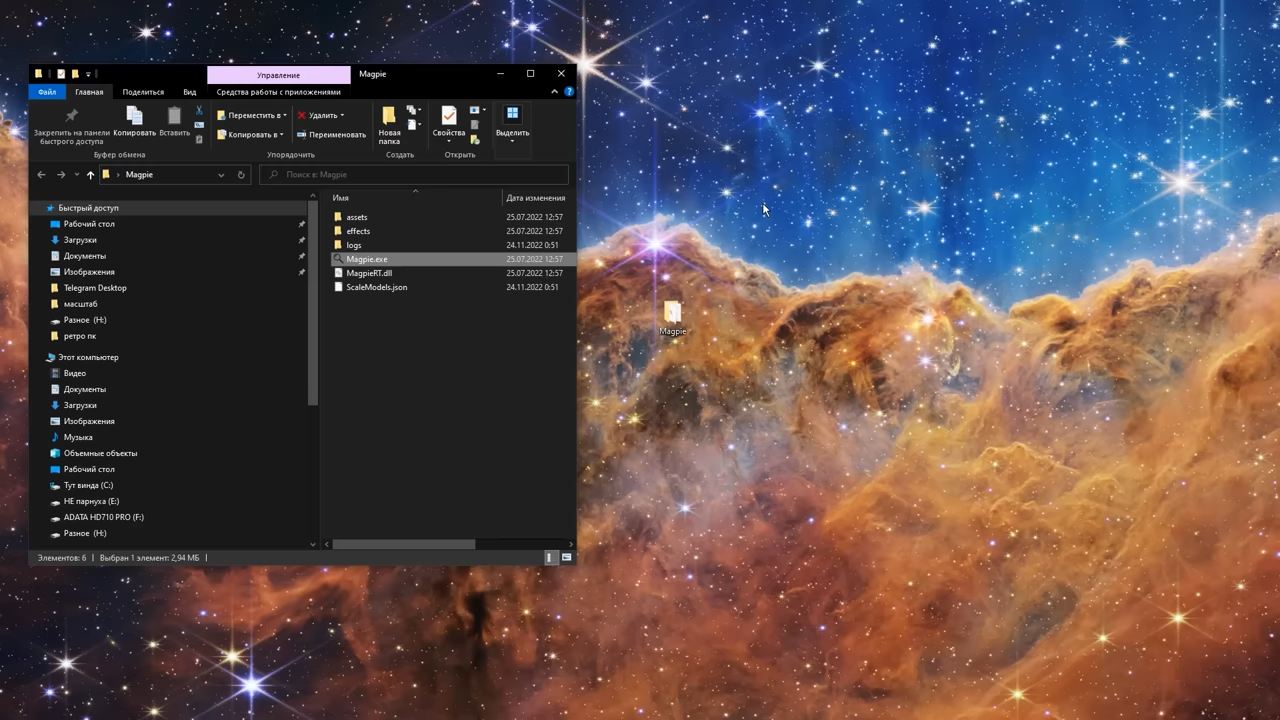 Управление
Magpie
Файл
Главная
Поделиться
Вид
Средства работы с приложениями
Закрепить на панели
быстрого доступа
Копировать
Вставить
Переместить в
Копировать в
Удалить
Переименовать
Новая
папка
Свойства
Выделить
Буфер обмена
Упорядочить
Создать
Открыть
Magpie
Поиск в: Magpie
Имя
Дата изменения
Быстрый доступ
Рабочий стол
Загрузки
Документы
Изображения
Telegram Desktop
масштаб
Разное (H:)
ретро пк
Этот компьютер
Видео
Документы
Загрузки
Изображения
Музыка
Объемные объекты
Рабочий стол
Тут винда (C:)
НЕ парнуха (E:)
ADATA HD710 PRO (F:)
Разное (H:)
assets 25.07.2022 12:57
effects 25.07.2022 12:57
logs 24.11.2022 0:51
Magpie.exe 25.07.2022 12:57
MagpieRT.dll 25.07.2022 12:57
ScaleModels.json 24.11.2022 0:51
Элементов: 6
Выбран 1 элемент: 2,94 МБ
Magpie